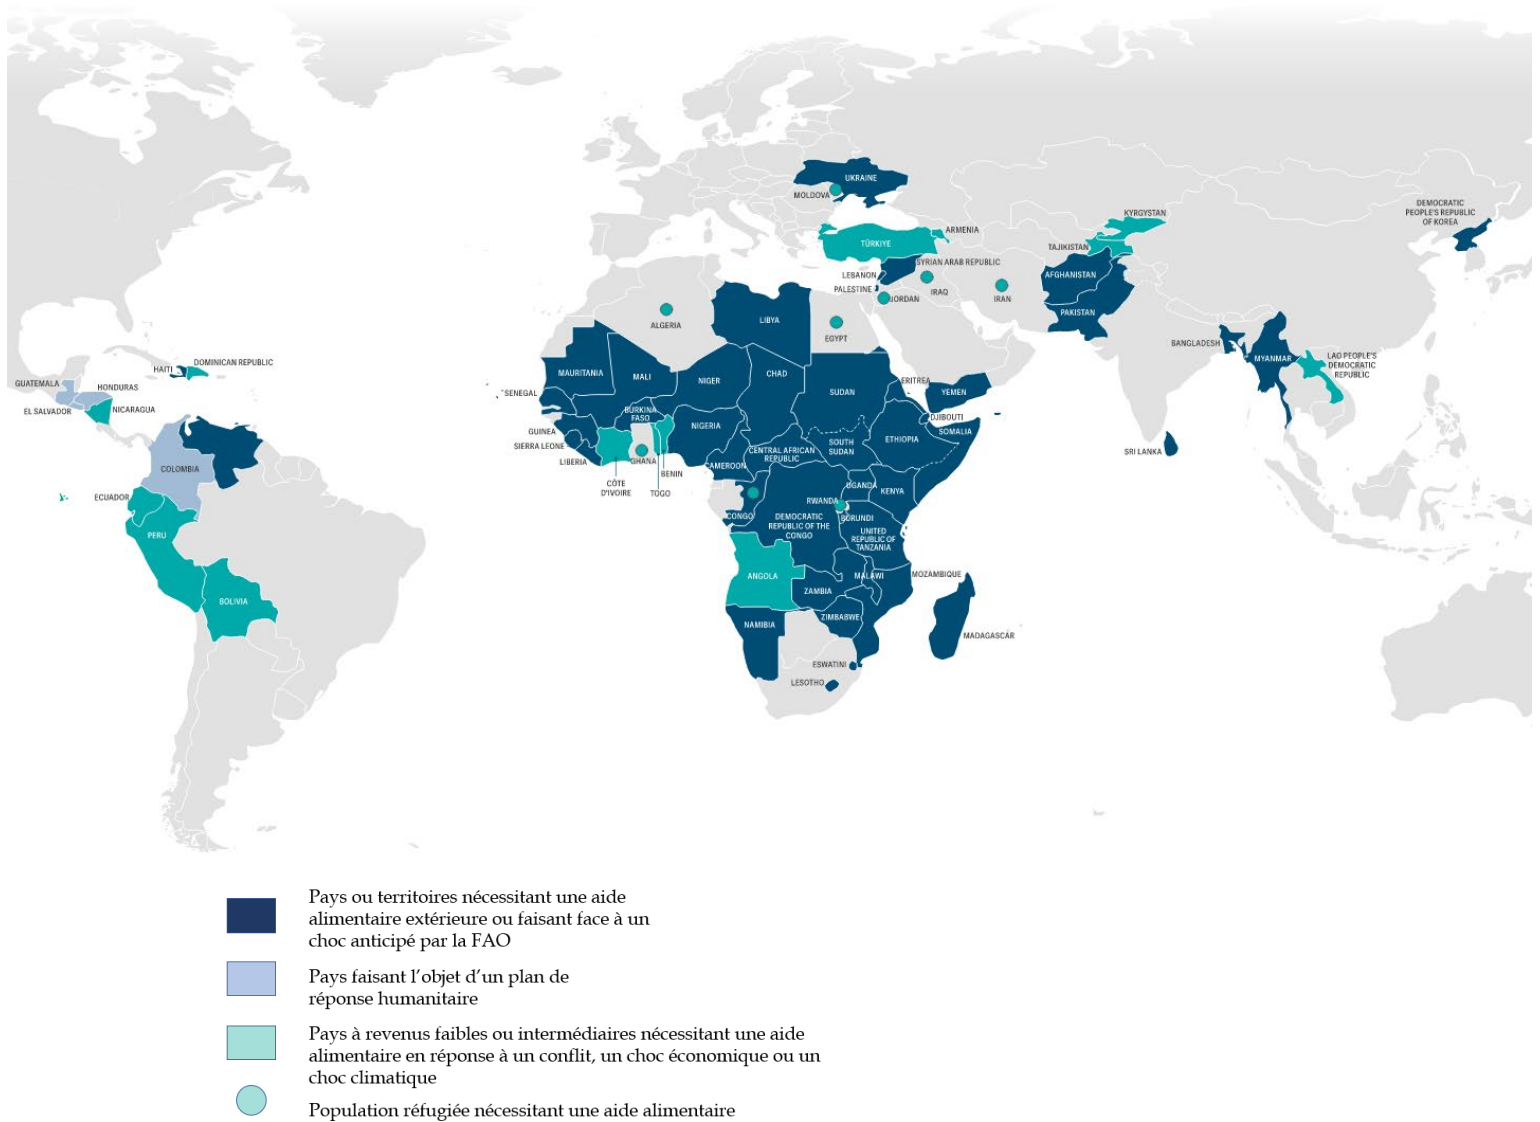 UKRAINE
MOLDOVA
DEMOCRATIC
PEOPLE'S REPUBLIC
OF KOREA
KYRGYSTAN
ARMENIA
TÜRKIYE
TAJIKISTAN
SYRIAN ARAB REPUBLIC
LEBANON
AFGHANISTAN
PALESTINE
JORDAN
IRAQ
IRAN
PAKISTAN
ALGERIA
LIBYA
EGYPT
BANGLADESH
MYANMAR
LAO PEOPLE'S
DEMOCRATIC
REPUBLIC
HAITI
DOMINICAN REPUBLIC
GUATEMALA
HONDURAS
EL SALVADOR
NICARAGUA
MAURITANIA
MALI
NIGER
CHAD
SUDAN
ERITREA
YEMEN
SENEGAL
BURKINA
FASO
DJIBOUTI
GUINEA
NIGERIA
SOMALIA
SIERRA LEONE
ETHIOPIA
SOUTH
SUDAN
CENTRAL AFRICAN
REPUBLIC
SRI LANKA
LIBERIA
GHANA
CAMEROON
COLOMBIA
BENIN
CÔTE
D'IVOIRE
TOGO
UGANDA
KENYA
ECUADOR
RWANDA
CONGO
DEMOCRATIC
REPUBLIC OF THE
CONGO
BURUNDI
UNITED
REPUBLIC OF
TANZANIA
PERU
ANGOLA
MALAWI
MOZAMBIQUE
ZAMBIA
BOLIVIA
ZIMBABWE
NAMIBIA
MADAGASCAR
ESWATINI
LESOTHO
Pays ou territoires nécessitant une aide
alimentaire extérieure ou faisant face à un
choc anticipé par la FAO
Pays faisant l'objet d'un plan de
réponse humanitaire
Pays à revenus faibles ou intermédiaires nécessitant une aide
alimentaire en réponse à un conflit, un choc économique ou un
choc climatique
Population réfugiée nécessitant une aide alimentaire